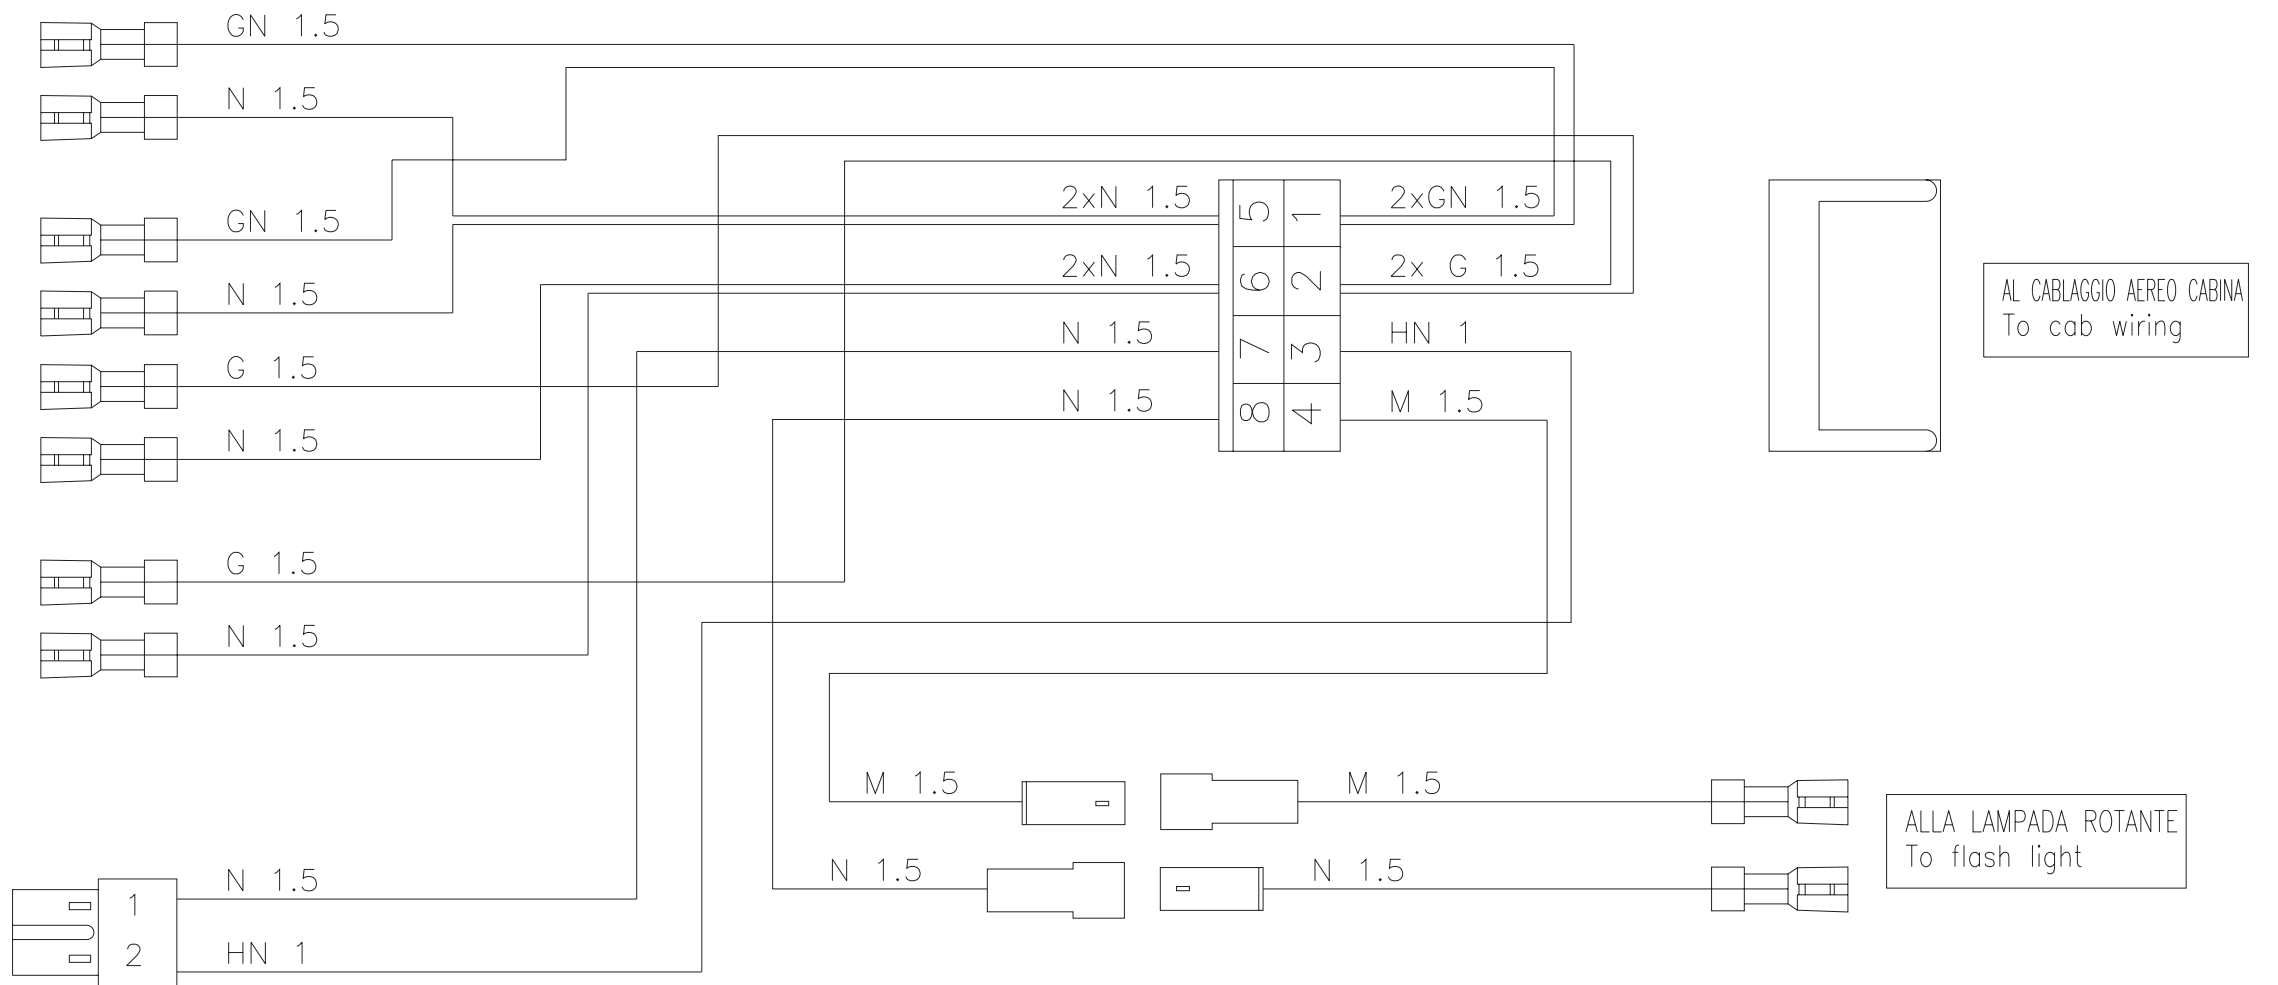 GN 1.5
N 1.5
GN 1.5
N 1.5
G 1.5
N 1.5
G 1.5
N 1.5
N 1.5
HN 1
1
2
2xN 1.5
2xN 1.5
N 1.5
N 1.5
5 1
6 2
7 3
8 4
2xGN 1.5
2x G 1.5
HN 1
M 1.5
AL CABLAGGIO AEREO CABINA
To cab wiring
M 1.5
M 1.5
N 1.5
N 1.5
ALLA LAMPADA ROTANTE
To flash light